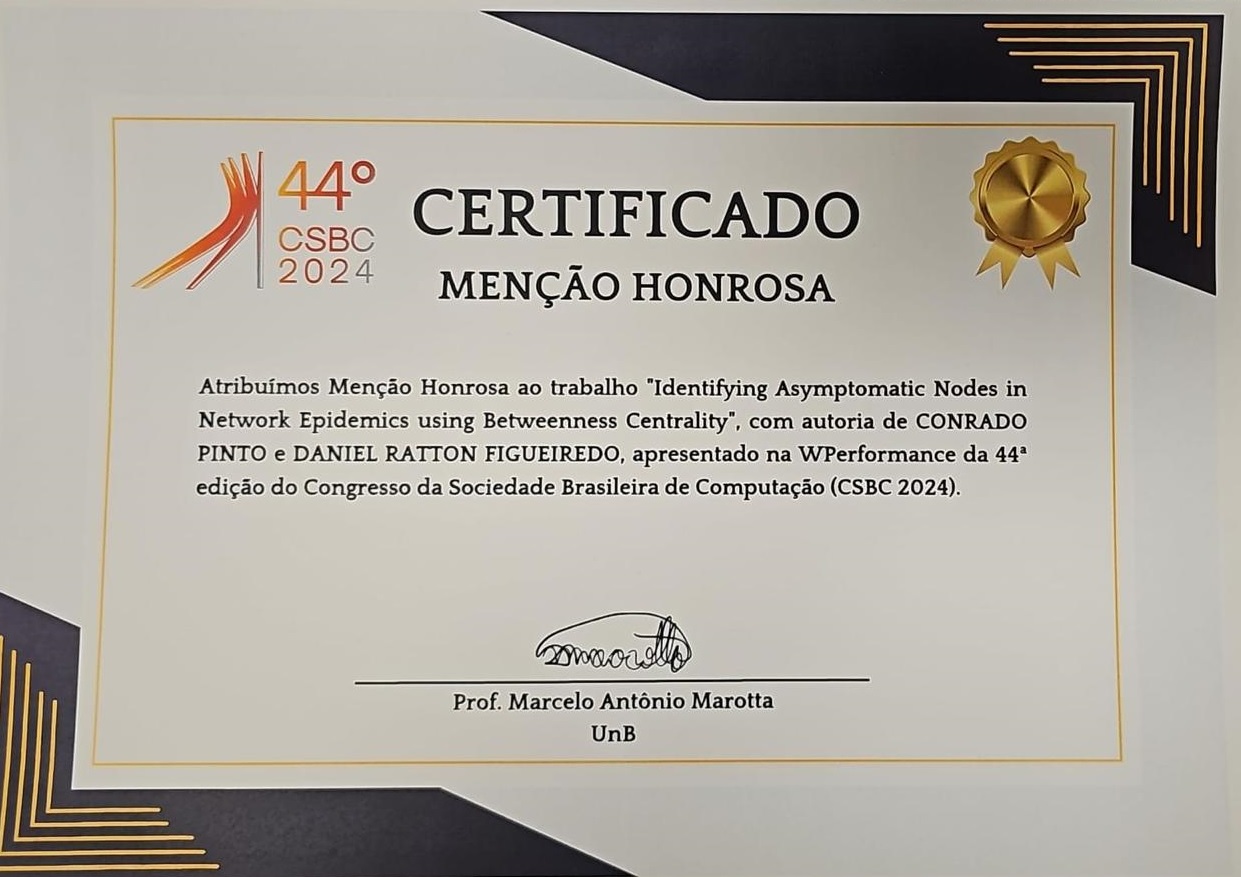 44º
CSBC
2024
CERTIFICADO
MENÇÃO HONROSA
Atribuímos Menção Honrosa ao trabalho "Identifying Asymptomatic Nodes in
Network Epidemics using Betweenness Centrality", com autoria de CONRADO
PINTO e DANIEL RATTON FIGUEIREDO, apresentado na WPerformance da 44ª
edição do Congresso da Sociedade Brasileira de Computação (CSBC 2024).
Prof. Marcelo Antônio Marotta
UnB